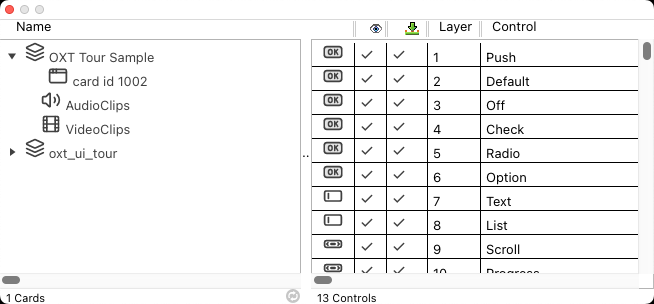 Name
OXT Tour Sample
card id 1002
AudioClips
VideoClips
oxt_ui_tour
1 Cards
..
Layer Control
OK 1 Push
OK 2 Default
OK 3 Off
OK 4 Check
OK 5 Radio
OK 6 Option
7 Text
8 List
9 Scroll
10 Progress
13 Controls